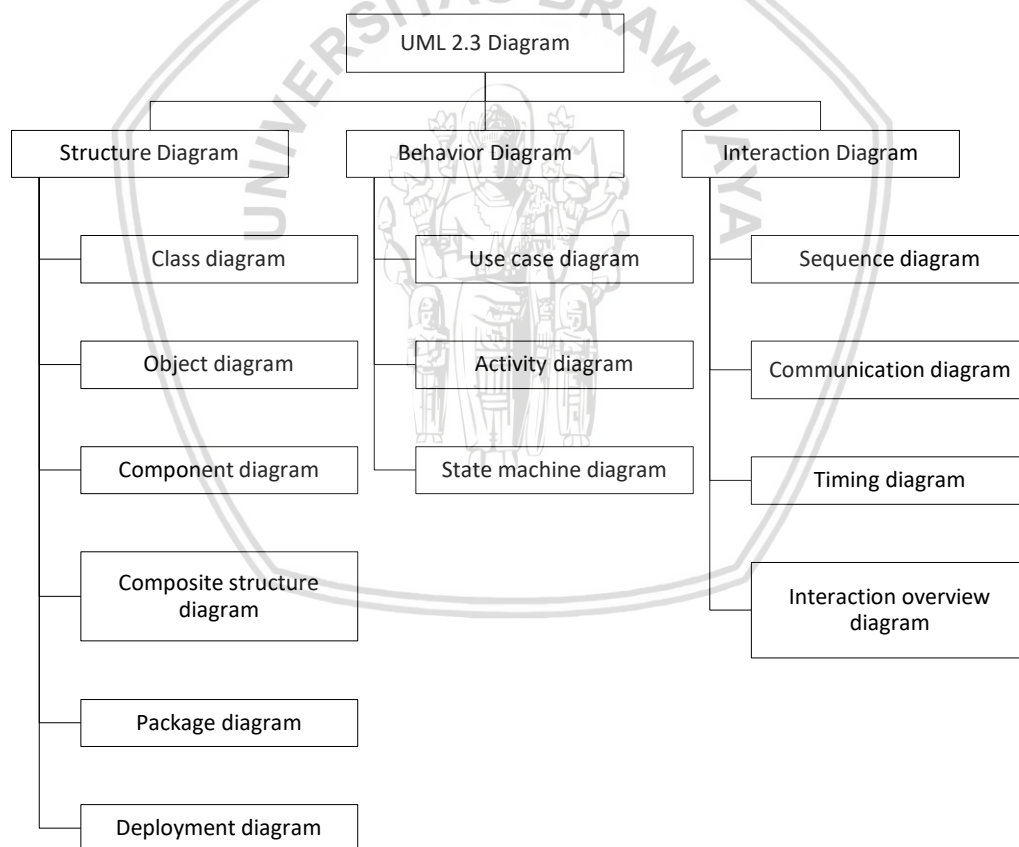 UNIVERSITAS BRAWIJAYA
UML 2.3 Diagram
Structure Diagram
Behavior Diagram
Interaction Diagram
Class diagram
Use case diagram
Sequence diagram
Object diagram
Activity diagram
Communication diagram
Component diagram
State machine diagram
Timing diagram
Composite structure
diagram
Interaction overview
diagram
Package diagram
Deployment diagram